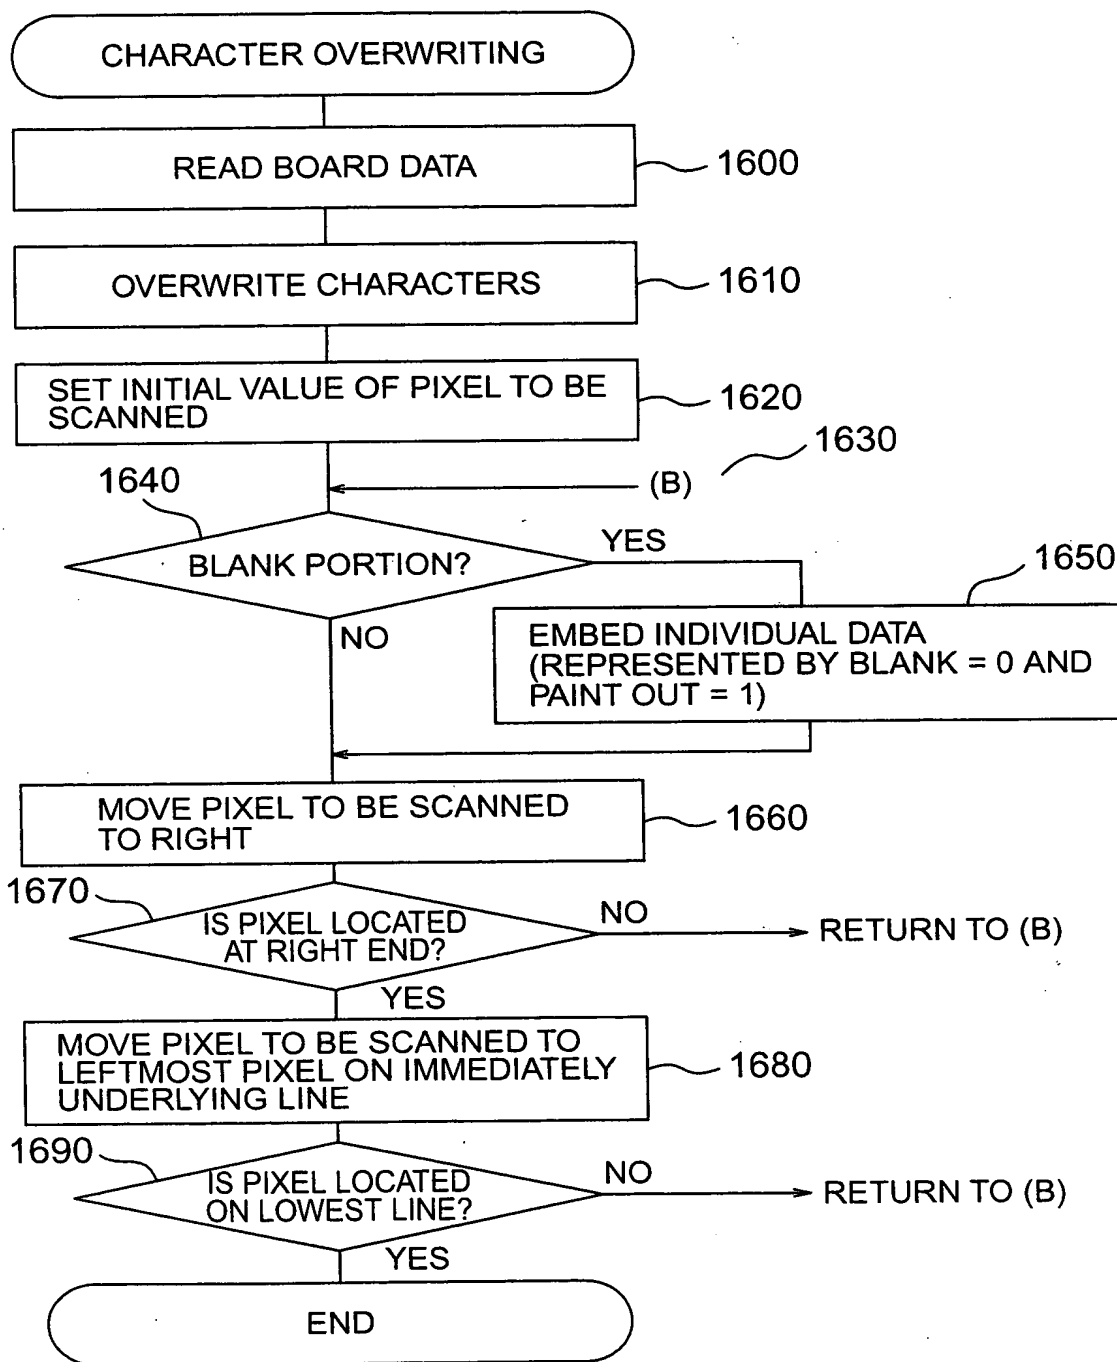 CHARACTER OVERWRITING
READ BOARD DATA
1600
OVERWRITE CHARACTERS
1610
SET INITIAL VALUE OF PIXEL TO BE
SCANNED
1620
1630
(B)
1640
BLANK PORTION?
YES
NO
1650
EMBED INDIVIDUAL DATA
(REPRESENTED BY BLANK = 0 AND
PAINT OUT = 1)
MOVE PIXEL TO BE SCANNED
TO RIGHT
1660
1670
IS PIXEL LOCATED
AT RIGHT END?
NO
RETURN TO (B)
YES
MOVE PIXEL TO BE SCANNED TO
LEFTMOST PIXEL ON IMMEDIATELY
UNDERLYING LINE
1680
1690
IS PIXEL LOCATED
ON LOWEST LINE?
NO
RETURN TO (B)
YES
END